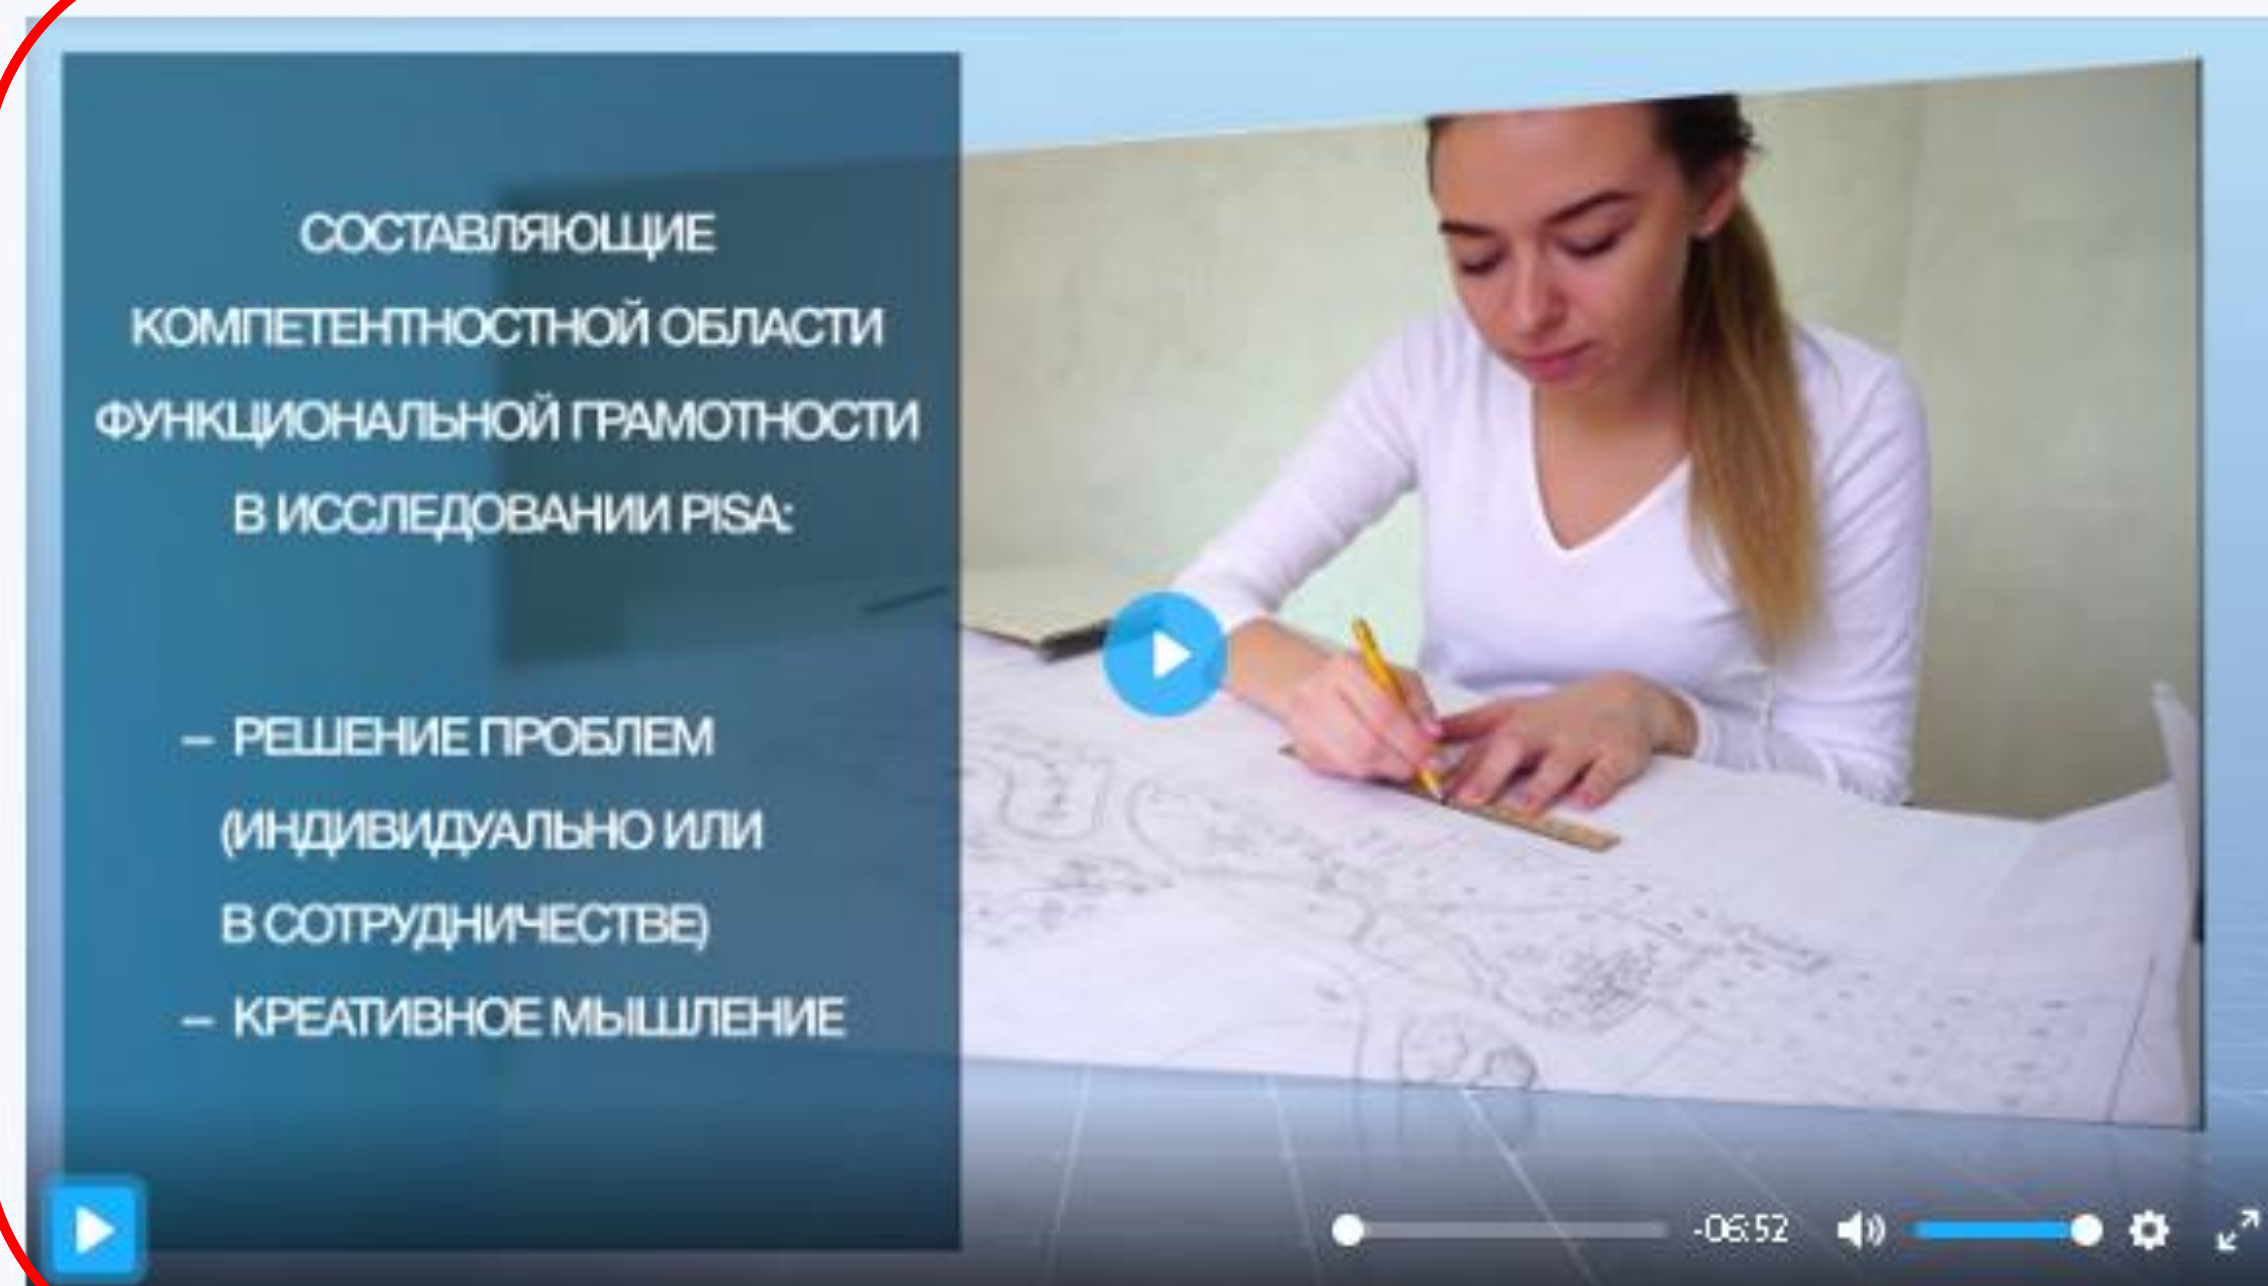 СОСТАВЛЯЮЩИЕ
КОМПЕТЕНТНОСТНОЙ ОБЛАСТИ
ФУНКЦИОНАЛЬНОЙ ГРАМОТНОСТИ
В ИССЛЕДОВАНИИ PISA:
– РЕШЕНИЕ ПРОБЛЕМ
(ИНДИВИДУАЛЬНО ИЛИ
В СОТРУДНИЧЕСТВЕ)
– КРЕАТИВНОЕ МЫШЛЕНИЕ
-06:52